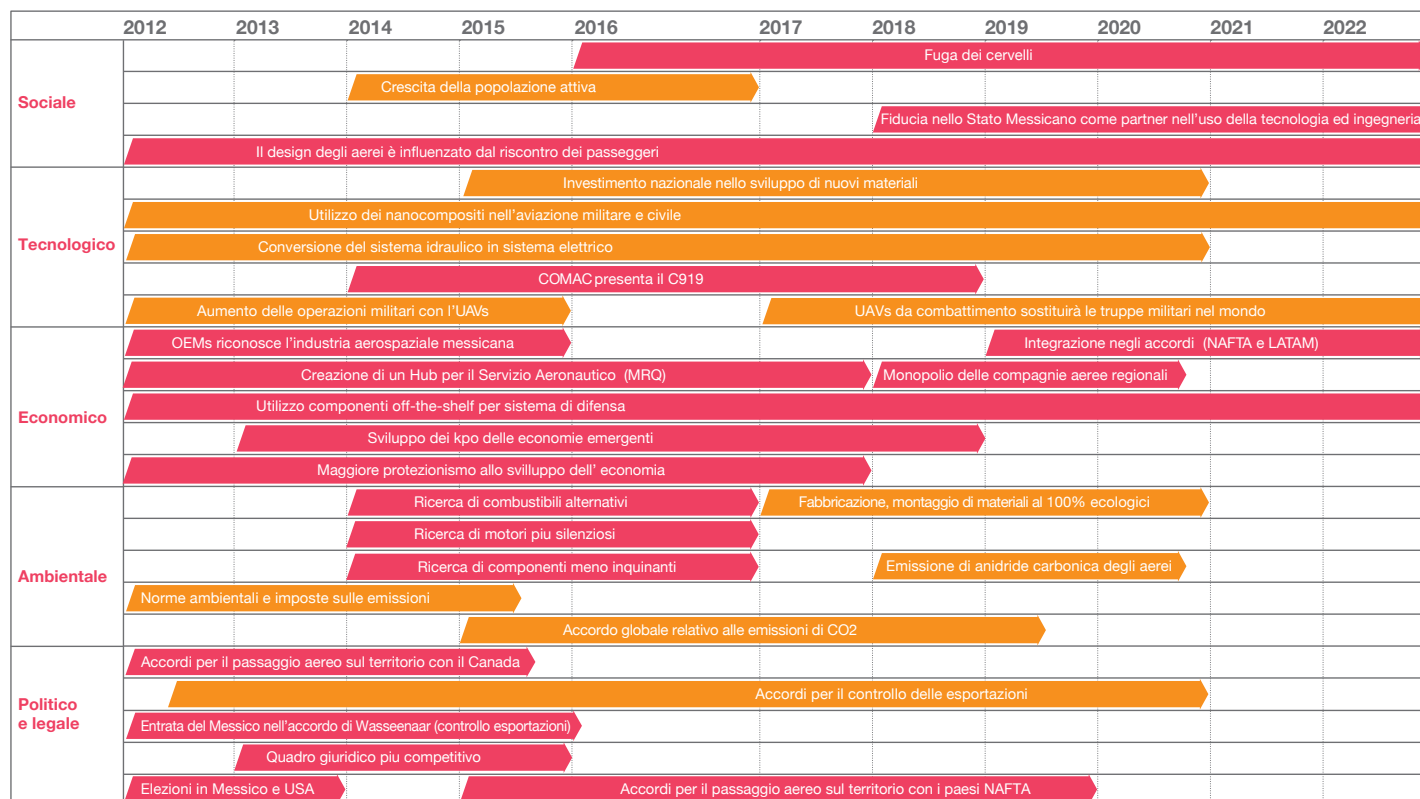 2012 2013 2014 2015 2016 2017 2018 2019 2020 2021 2022
Sociale
Fuga dei cervelli
Crescita della popolazione attiva
Fiducia nello Stato Messicano come partner nell'uso della tecnologia ed ingegneria
Il design degli aerei è influenzato dal riscontro dei passeggeri
Tecnologico
Investimento nazionale nello sviluppo di nuovi materiali
Utilizzo dei nanocompositi nell'aviazione militare e civile
Conversione del sistema idraulico in sistema elettrico
COMAC presenta il C919
Aumento delle operazioni militari con l'UAVs
UAVs da combattimento sostituirà le truppe militari nel mondo
Economico
OEMs riconosce l'industria aerospaziale messicana
Integrazione negli accordi (NAFTA e LATAM)
Creazione di un Hub per il Servizio Aeronautico (MRQ)
Monopolio delle compagnie aeree regionali
Utilizzo componenti off-the-shelf per sistema di difensa
Sviluppo dei kpo delle economie emergenti
Maggiore protezionismo allo svilluppo dell' economia
Ambientale
Ricerca di combustibili alternativi
Fabbricazione, montaggio di materiali al 100% ecologici
Ricerca di motori piu silenziosi
Ricerca di componenti meno inquinanti
Emissione di anidride carbonica degli aerei
Norme ambientali e imposte sulle emissioni
Accordo globale relativo alle emissioni di CO2
Politico
e legale
Accordi per il passaggio aereo sul territorio con il Canada
Accordi per il controllo delle esportazioni
Entrata del Messico nell'accordo di Wasseenaar (controllo esportazioni)
Quadro giuridico piu competitivo
Elezioni in Messico e USA
Accordi per il passaggio aereo sul territorio con i paesi NAFTA